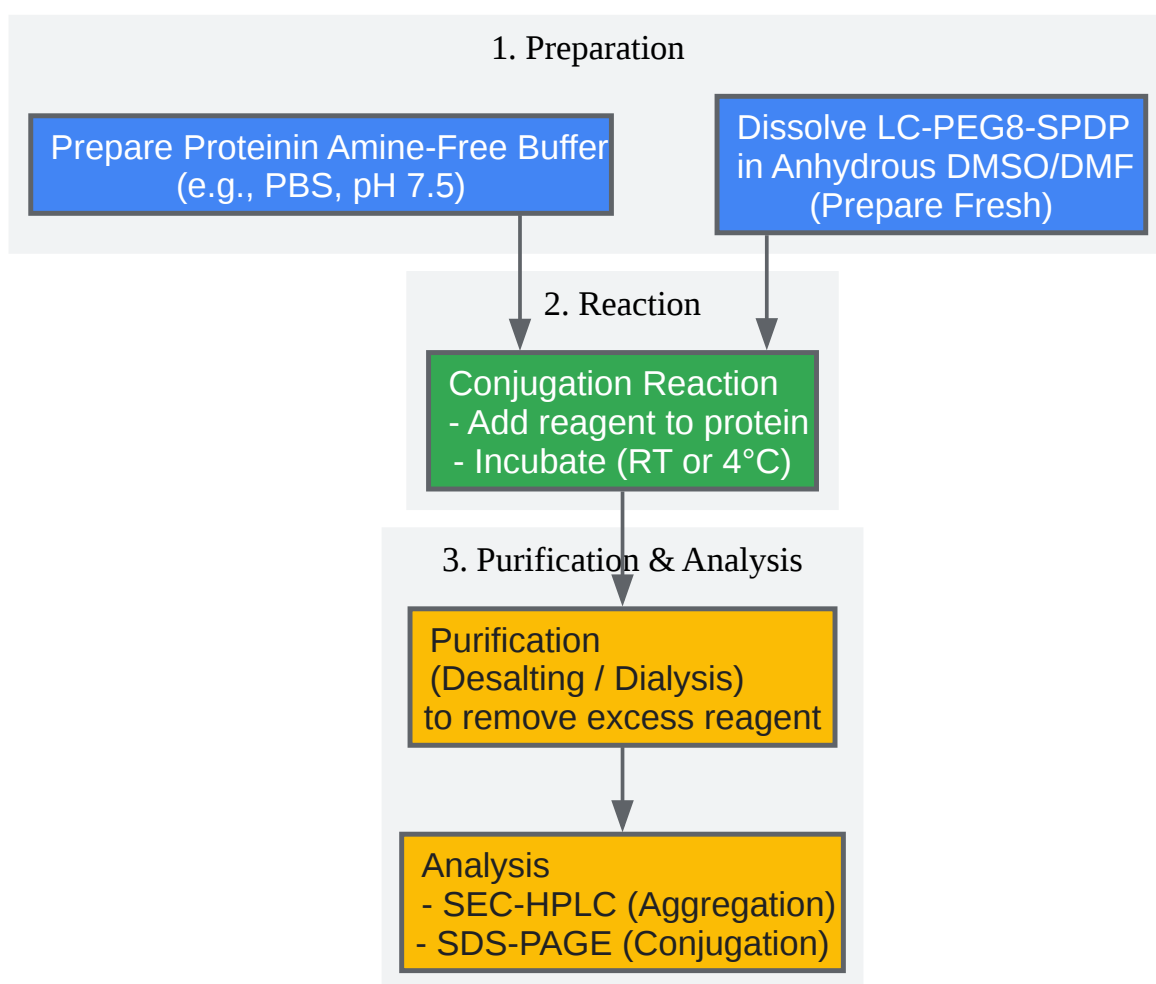 1. Preparation
Prepare Proteinin Amine-Free Buffer
(e.g., PBS, pH 7.5)
Dissolve LC-PEG8-SPDP
in Anhydrous DMSO/DMF
(Prepare Fresh)
2. Reaction
Conjugation Reaction
- Add reagent to protein
- Incubate (RT or 4°C)
3. Purification & Analysis
Purification
(Desalting / Dialysis)
to remove excess reagent
Analysis
- SEC-HPLC (Aggregation)
- SDS-PAGE (Conjugation)